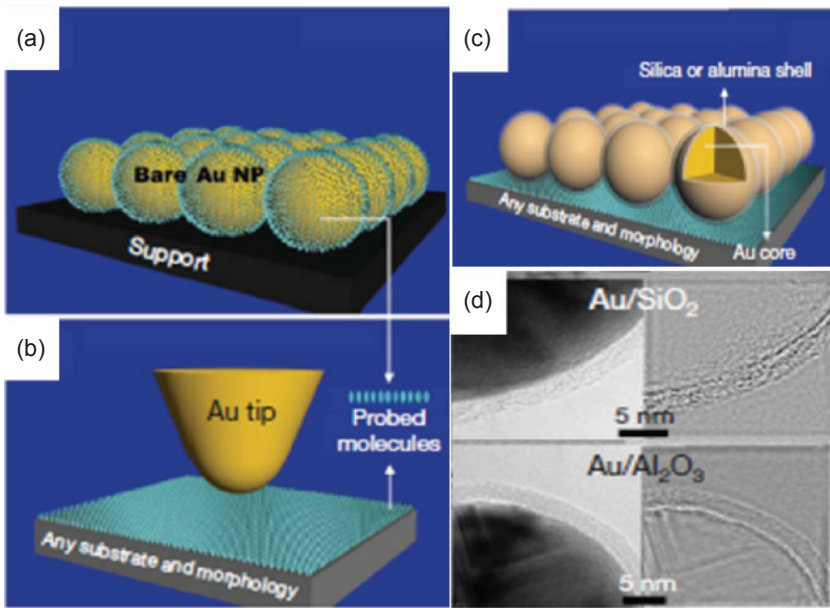 (a)
Bare Au NP
Support
(b)
Au tip
Probed
molecules
Any substrate and morphology
(c)
Silica or alumina shell
Any substrate and morphology
Au core
(d)
Au/SiO₂
5 nm
Au/Al₂O₃
5 nm